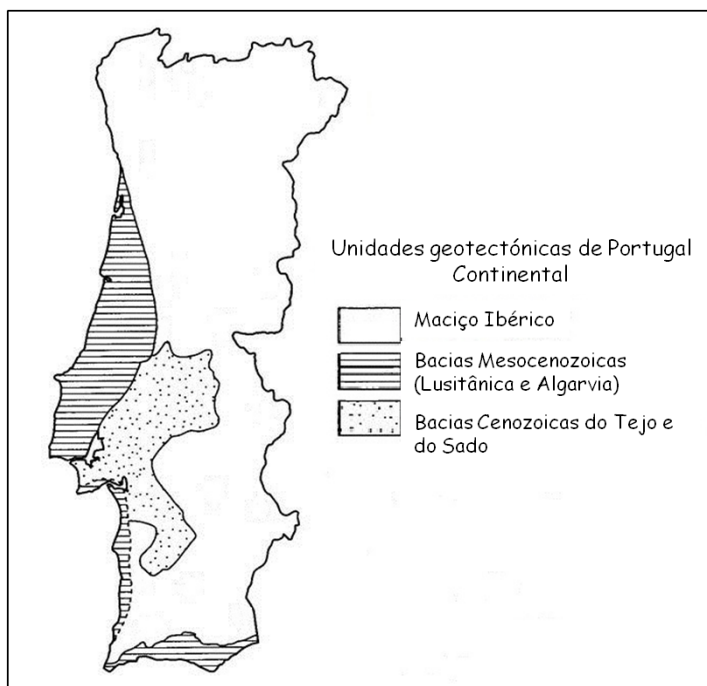 Unidades geotectónicas de Portugal
Continental
Maciço Ibérico
Bacias Mesocenozoicas
(Lusitânica e Algarvia)
Bacias Cenozoicas do Tejo e
do Sado